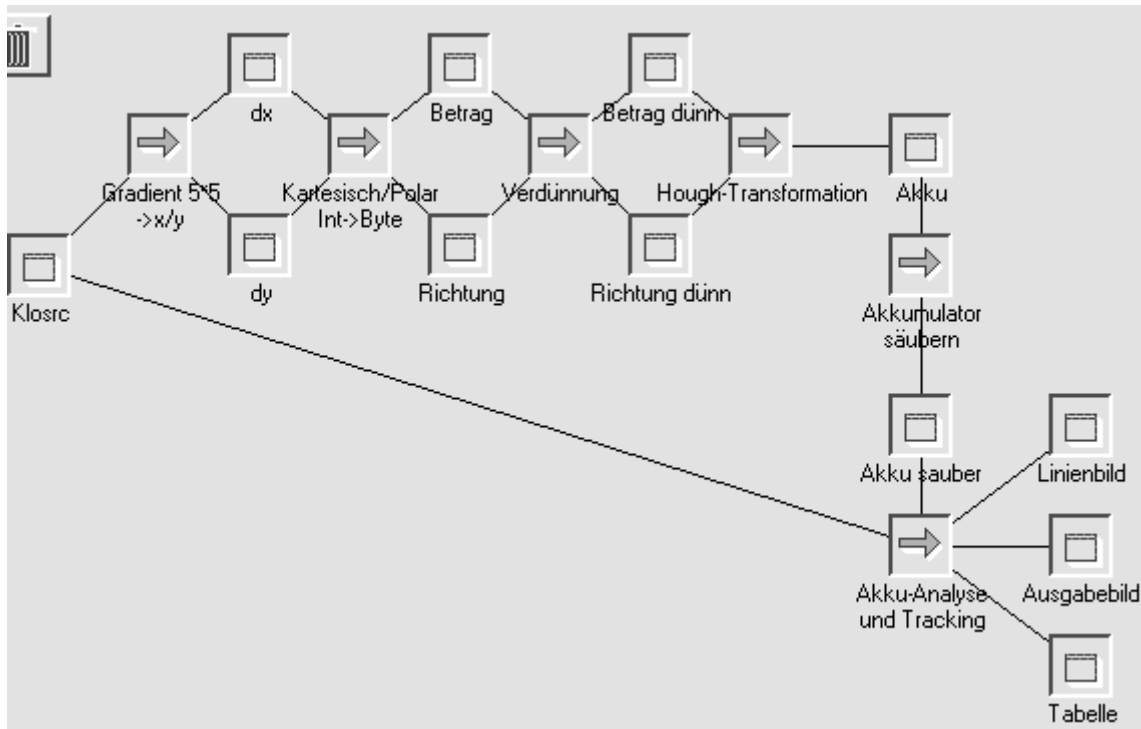 dx
Betrag
Betrag dünn
Gradient 5*5
->x/y
Kartesisch/Polar
Int->Byte
Verdünnung
Hough-Transformation
Akku
Klosrc
dy
Richtung
Richtung dünn
Akkumulator
säubern
Akku sauber
Linienbild
Akku-Analyse
und Tracking
Ausgabebild
Tabelle